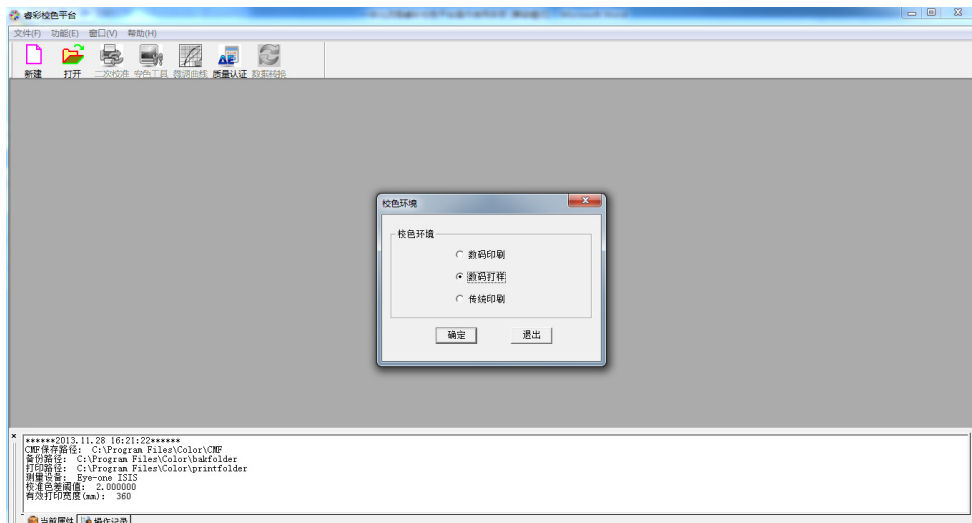 睿彩校色平台
文件(F) 功能(E) 窗口(V) 帮助(H)
新建 打开 二次校准 专色工具 微调曲线 质量认证 数据转换
校色环境
校色环境
数码印刷
数码打样
传统印刷
确定 退出
******2013.11.28 16:21:22******
CMF保存路径: C:\Program Files\Color\CMF
备份路径: C:\Program Files\Color\bakfolder
打印路径: C:\Program Files\Color\printfolder
测量设备: Eye-one ISIS
校准色差阈值: 2.000000
有效打印宽度(mm): 360
当前属性 操作记录